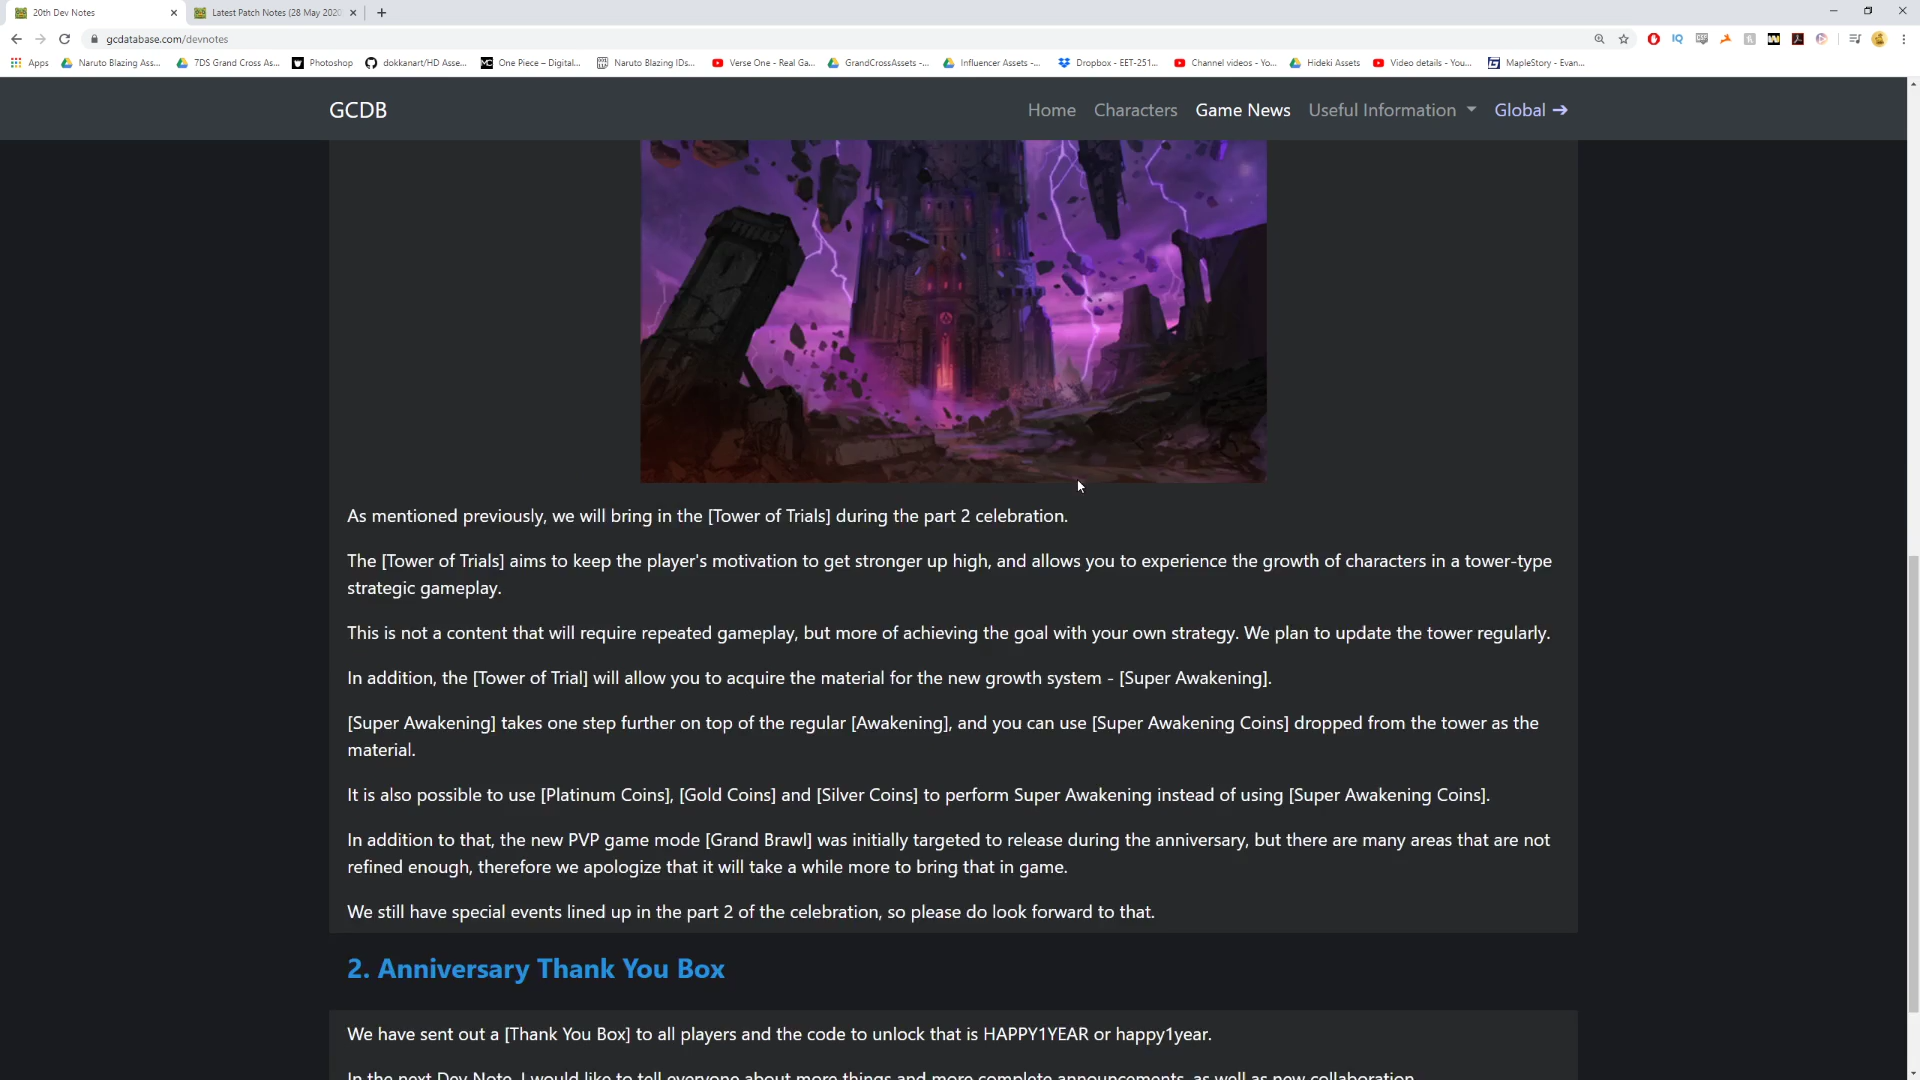 20th Dev Notes
Latest Patch Notes (28 May 2020
gcdatabase.com/devnotes
Apps
Naruto Blazing Ass...
7DS Grand Cross As...
Photoshop
dokkanart/HD Asse...
One Piece – Digital...
Naruto Blazing IDs...
Verse One - Real Ga...
GrandCrossAssets -...
Influencer Assets -...
Dropbox - EET-251...
Channel videos - Yo...
Hideki Assets
Video details - You...
MapleStory - Evan...
GCDB
Home
Characters
Game News
Useful Information
Global →
As mentioned previously, we will bring in the [Tower of Trials] during the part 2 celebration.
The [Tower of Trials] aims to keep the player's motivation to get stronger up high, and allows you to experience the growth of characters in a tower-type
strategic gameplay.
This is not a content that will require repeated gameplay, but more of achieving the goal with your own strategy. We plan to update the tower regularly.
In addition, the [Tower of Trial] will allow you to acquire the material for the new growth system - [Super Awakening].
[Super Awakening] takes one step further on top of the regular [Awakening], and you can use [Super Awakening Coins] dropped from the tower as the
material.
It is also possible to use [Platinum Coins], [Gold Coins] and [Silver Coins] to perform Super Awakening instead of using [Super Awakening Coins].
In addition to that, the new PVP game mode [Grand Brawl] was initially targeted to release during the anniversary, but there are many areas that are not
refined enough, therefore we apologize that it will take a while more to bring that in game.
We still have special events lined up in the part 2 of the celebration, so please do look forward to that.
2. Anniversary Thank You Box
We have sent out a [Thank You Box] to all players and the code to unlock that is HAPPY1YEAR or happy1year.
In the next Dev Note, I would like to tell everyone about more things and more complete announcements, as well as new collaboration